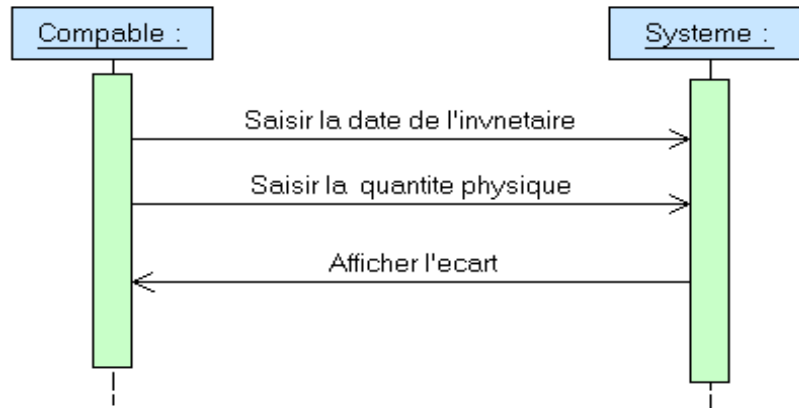 Compable :
Systeme :
Saisir la date de l'invnetaire
Saisir la quantite physique
Afficher l'ecart